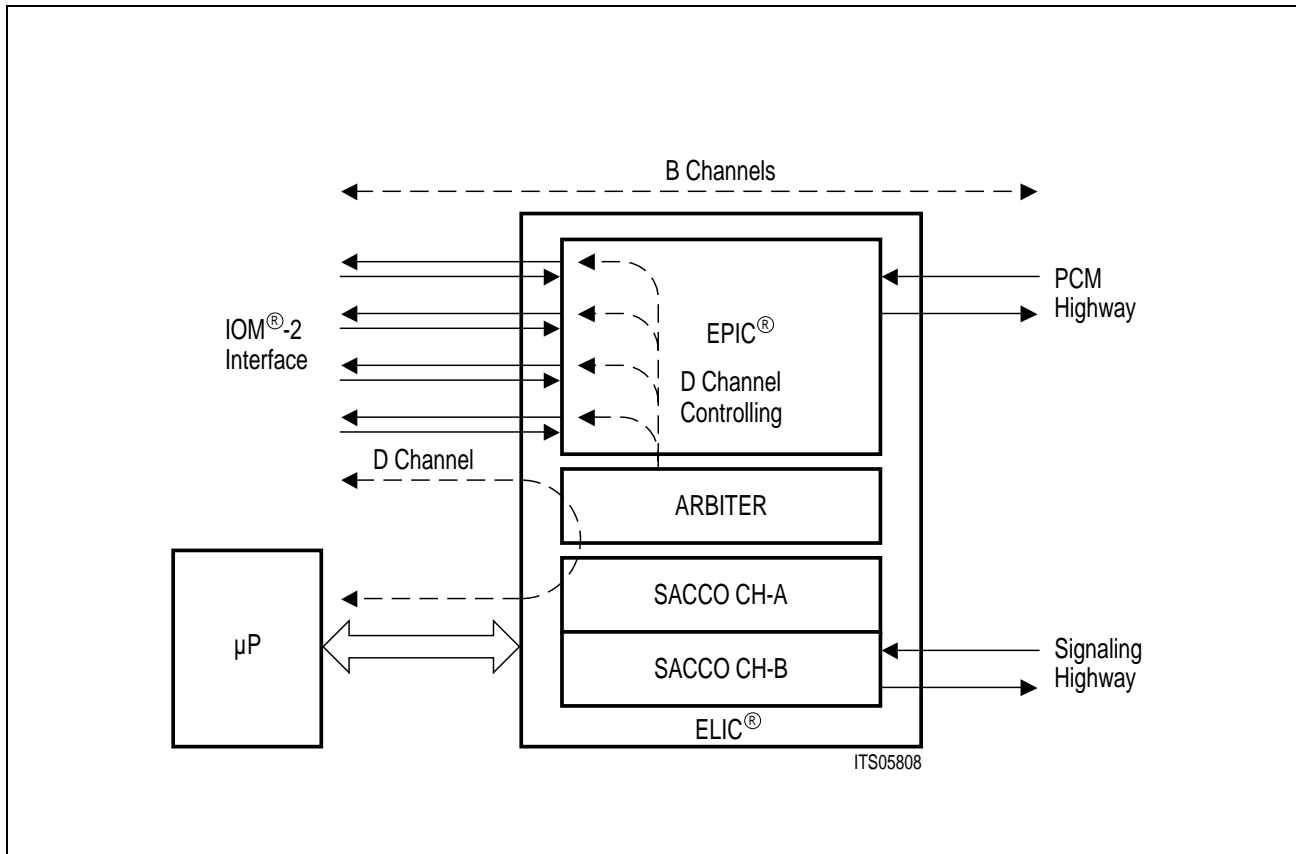 B Channels
IOM®-2
Interface
EPIC®
D Channel
Controlling
PCM
Highway
D Channel
ARBITER
SACCO CH-A
µP
SACCO CH-B
Signaling
Highway
ELIC®
ITS05808